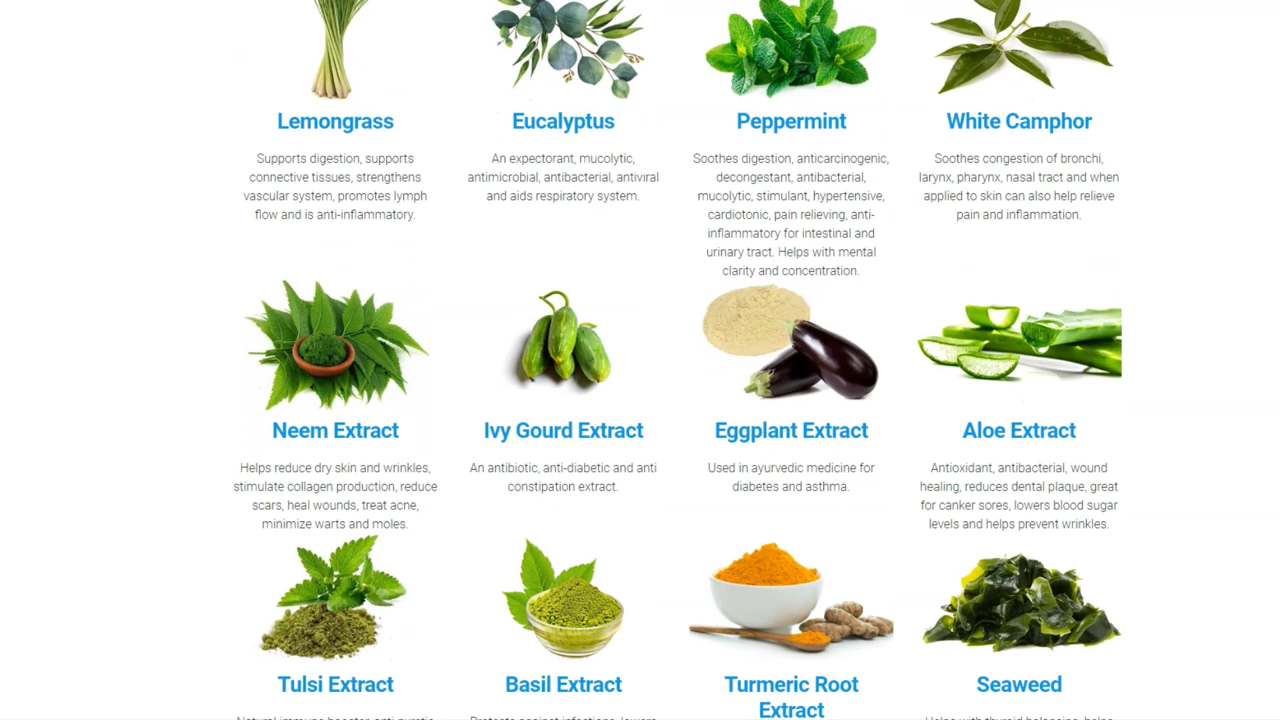 Lemongrass
Supports digestion, supports
connective tissues, strengthens
vascular system, promotes lymph
flow and is anti-inflammatory.
Eucalyptus
An expectorant, mucolytic,
antimicrobial, antibacterial, antiviral
and aids respiratory system.
Peppermint
Soothes digestion, anticarcinogenic,
decongestant, antibacterial,
mucolytic, stimulant, hypertensive,
cardiotonic, pain relieving, anti-
inflammatory for intestinal and
urinary tract. Helps with mental
clarity and concentration.
White Camphor
Soothes congestion of bronchi,
larynx, pharynx, nasal tract and when
applied to skin can also help relieve
pain and inflammation.
Neem Extract
Helps reduce dry skin and wrinkles,
stimulate collagen production, reduce
scars, heal wounds, treat acne,
minimize warts and moles.
Ivy Gourd Extract
An antibiotic, anti-diabetic and anti
constipation extract.
Eggplant Extract
Used in ayurvedic medicine for
diabetes and asthma.
Aloe Extract
Antioxidant, antibacterial, wound
healing, reduces dental plaque, great
for canker sores, lowers blood sugar
levels and helps prevent wrinkles.
Tulsi Extract
Basil Extract
Turmeric Root
Extract
Seaweed